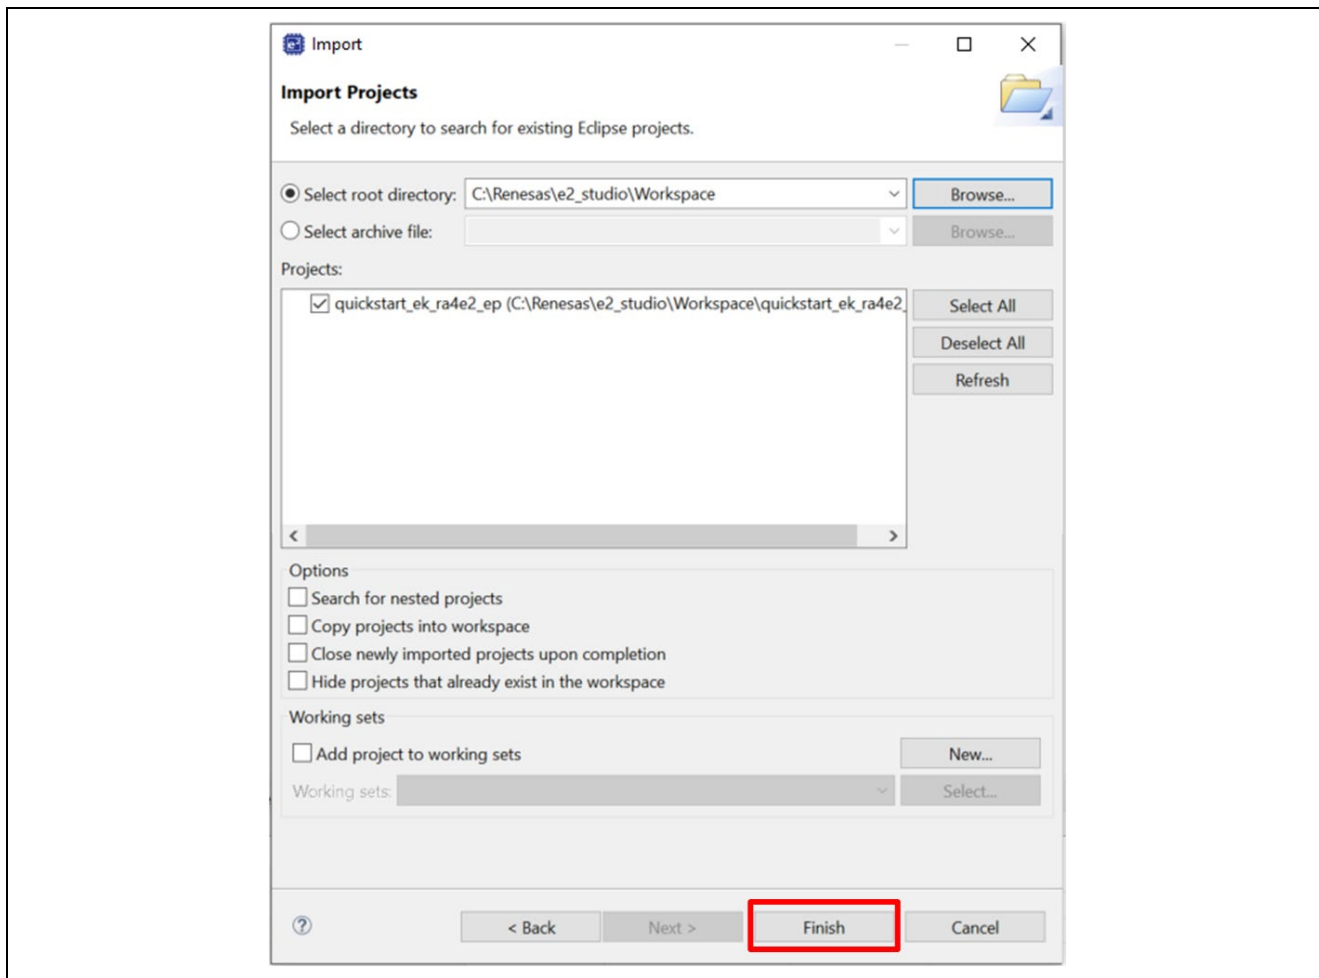 Import
Import Projects
Select a directory to search for existing Eclipse projects.
Select root directory: C:\Renesas\e2_studio\Workspace Browse...
Select archive file: Browse...
Projects:
quickstart_ek_ra4e2_ep (C:\Renesas\e2_studio\Workspace\quickstart_ek_ra4e2_
Select All
Deselect All
Refresh
Options
Search for nested projects
Copy projects into workspace
Close newly imported projects upon completion
Hide projects that already exist in the workspace
Working sets
Add project to working sets New...
Working sets: Select...
< Back Next > Finish Cancel